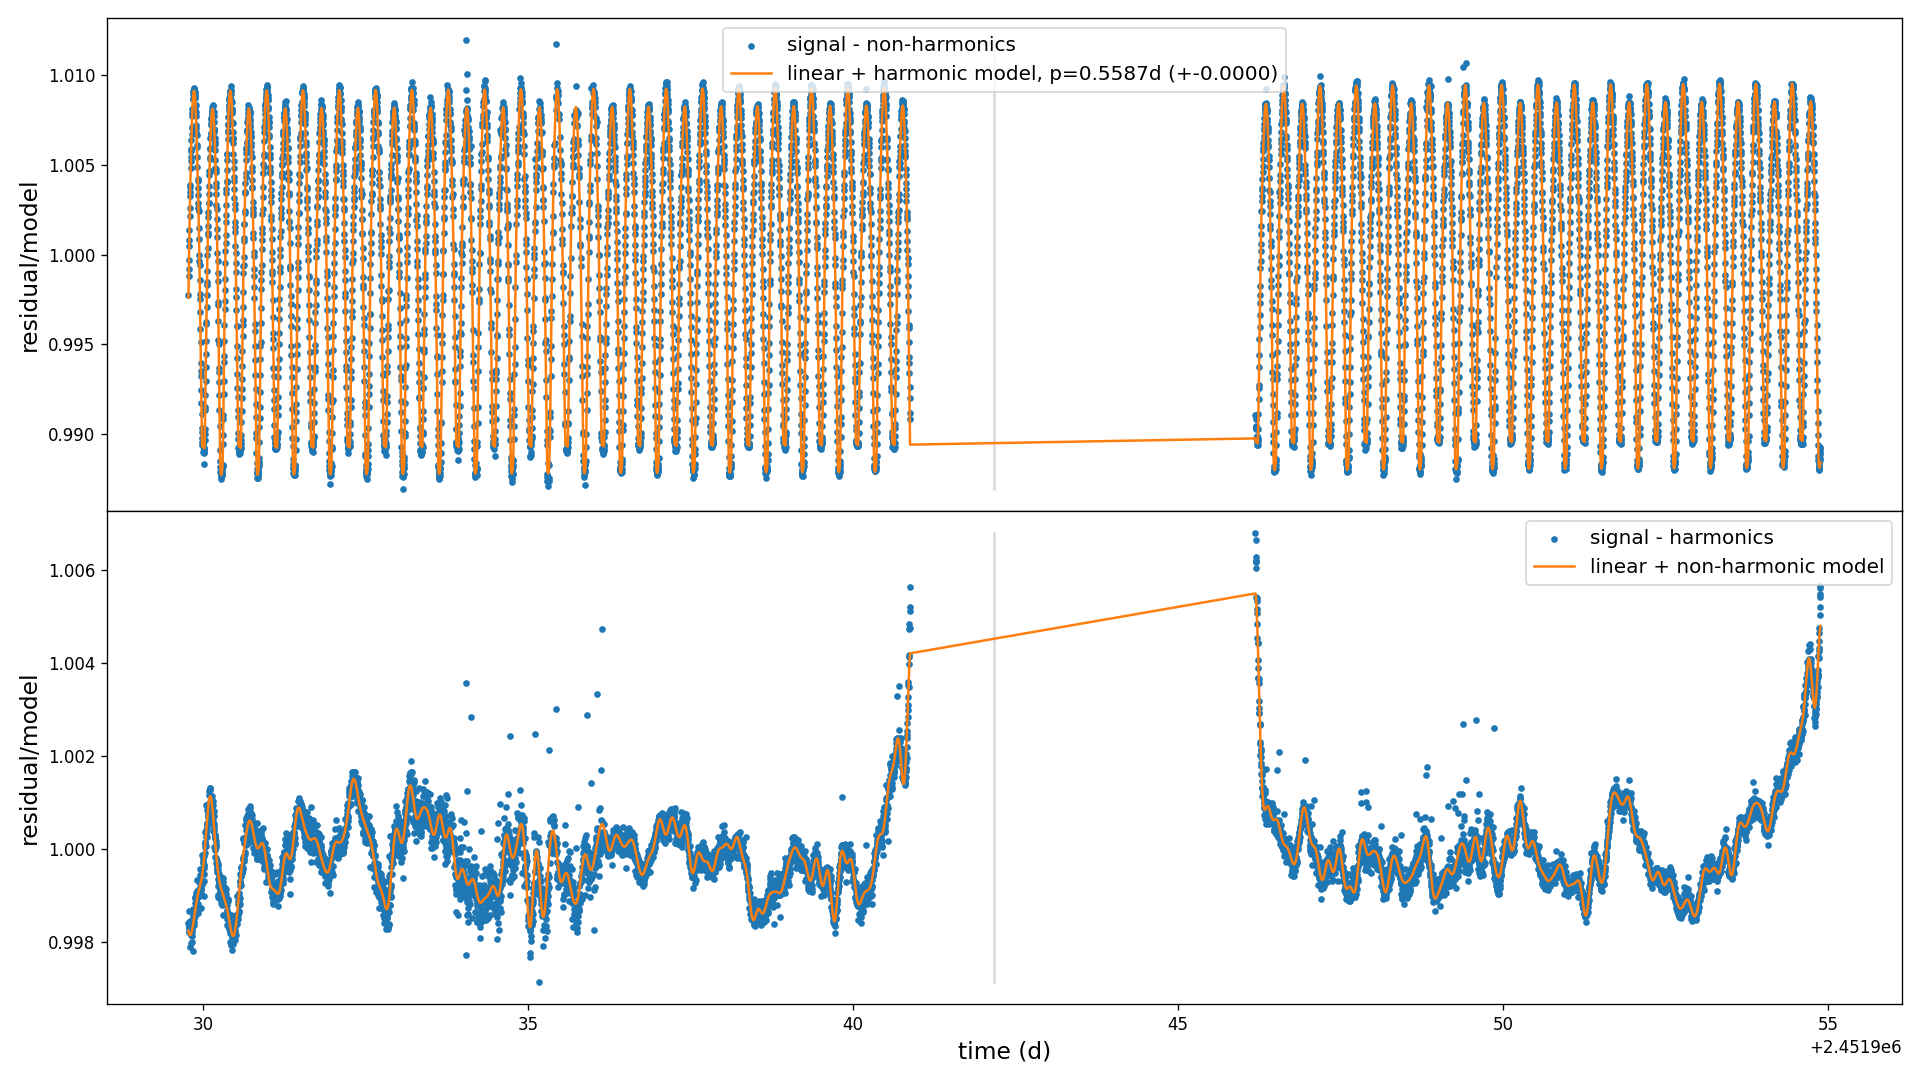 signal - non-harmonics
linear + harmonic model, p=0.5587d (+-0.0000)
1.010
1.005
1.000
0.995
0.990
residual/model
signal - harmonics
linear + non-harmonic model
1.006
1.004
1.002
1.000
0.998
residual/model
30
35
40
45
50
55
time (d)
+2.4519e6